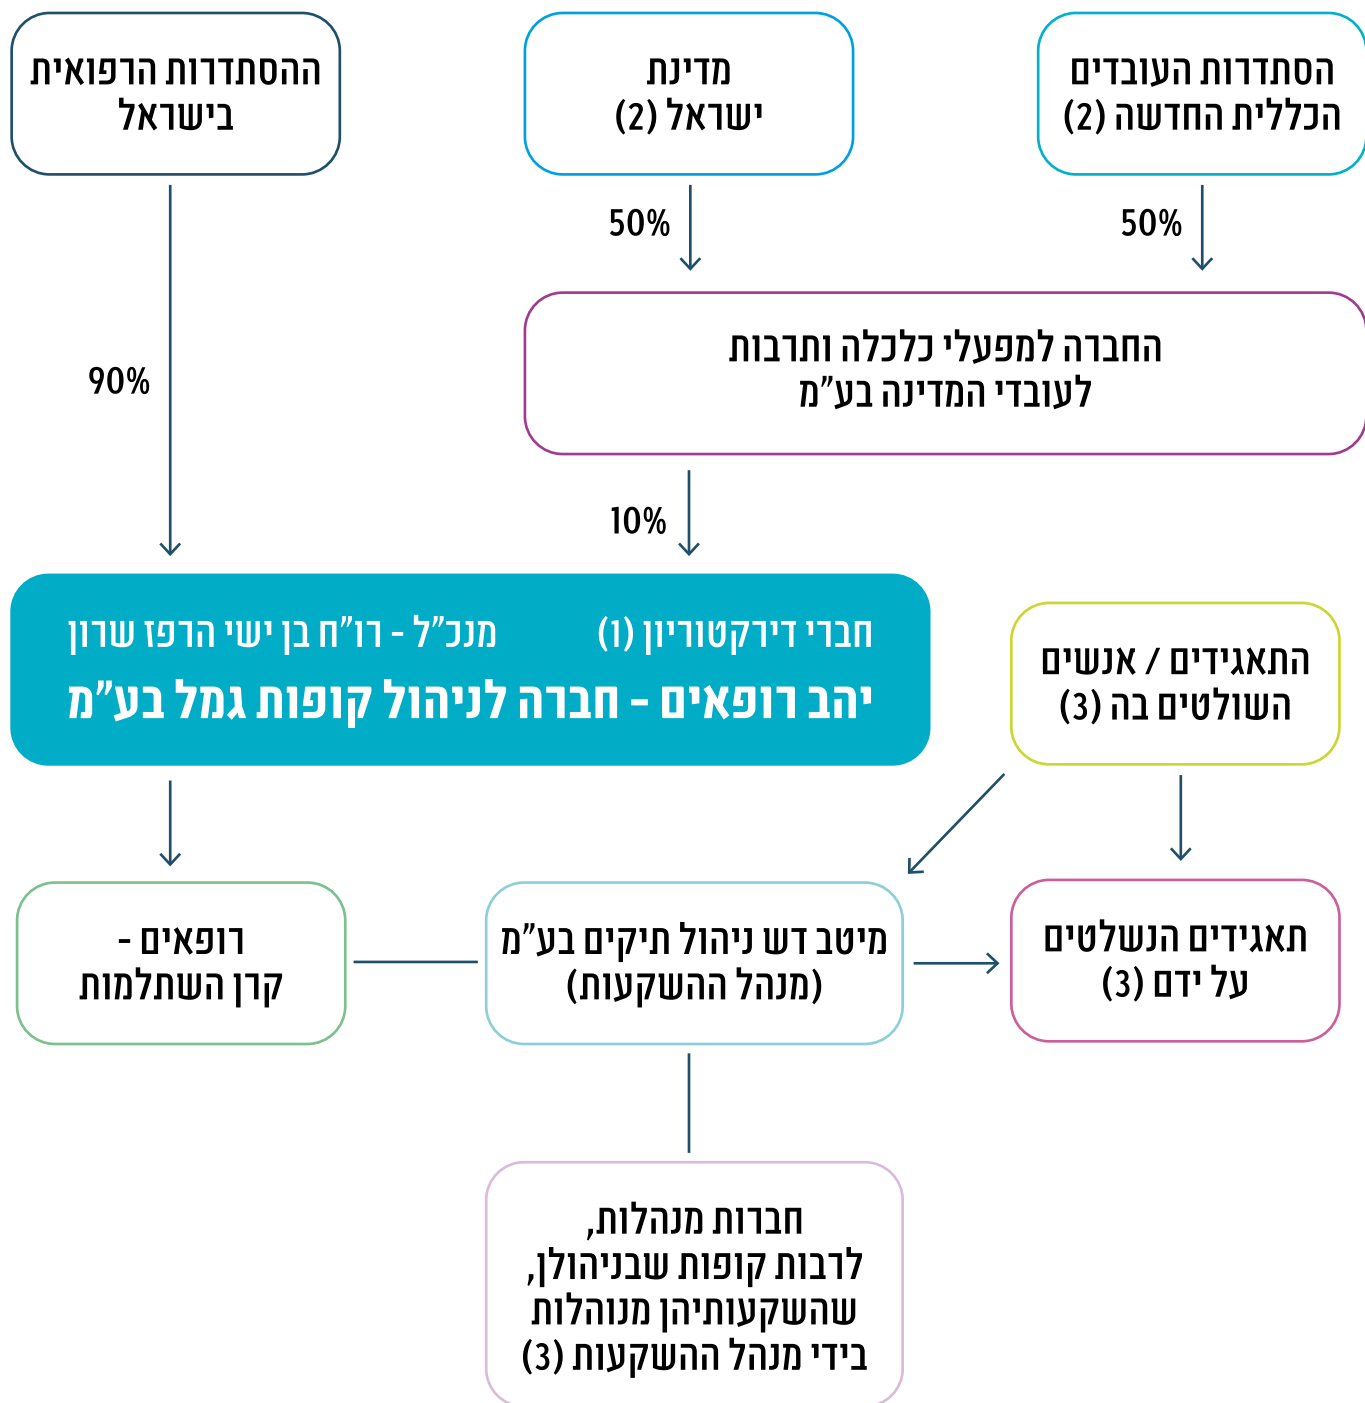 הסתדרות העובדים
הכללית החדשה (2)
מדינת
ישראל (2)
ההסתדרות הרפואית
בישראל
50%
50%
החברה למפעלי כלכלה ותרבות
לעובדי המדינה בע"מ
90%
10%
חברי דירקטוריון (1) מנכ"ל - רו"ח בן ישי הרפז שרון
יהב רופאים - חברה לניהול קופות גמל בע"מ
התאגידים / אנשים
השולטים בה (3)
תאגידים הנשלטים
על ידם (3)
מיטב דש ניהול תיקים בע"מ
(מנהל ההשקעות)
רופאים -
קרן השתלמות
חברות מנהלות,
לרבות קופות שבניהולן,
שהשקעותיהן מנוהלות
בידי מנהל ההשקעות (3)